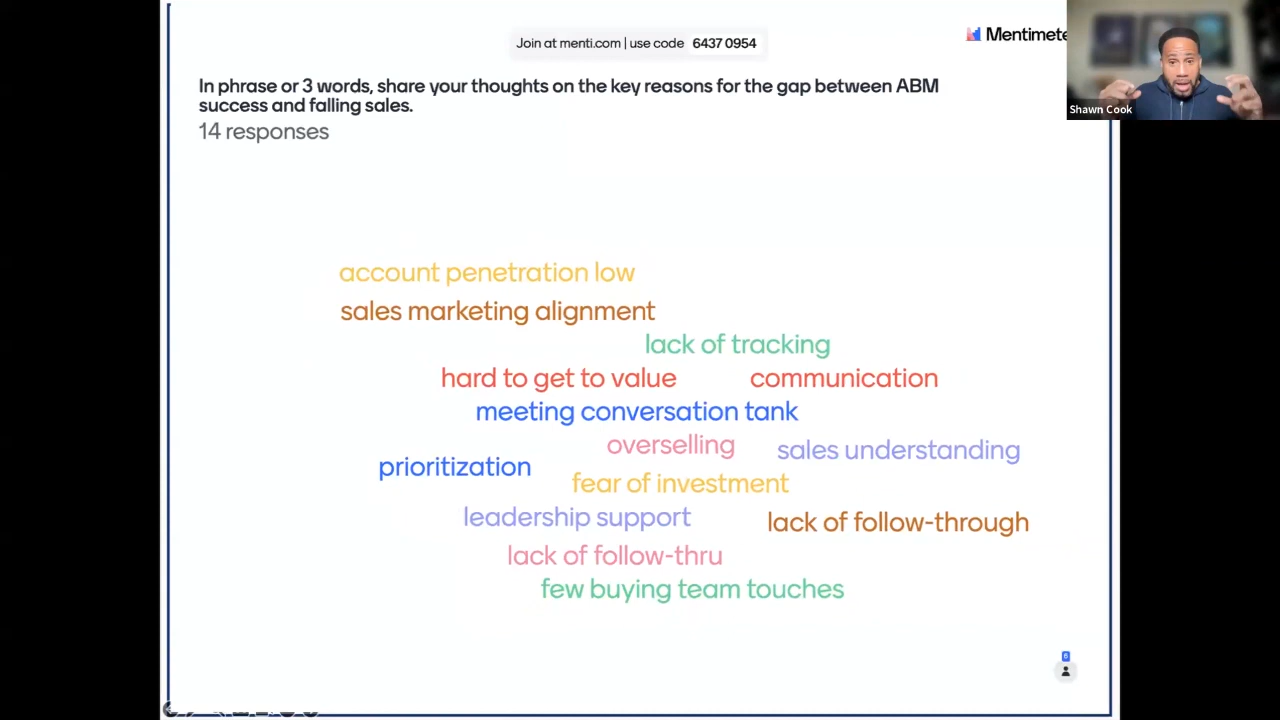 Join at menti.com | use code 6437 0954
Mentimete
Shawn Cook
In phrase or 3 words, share your thoughts on the key reasons for the gap between ABM
success and falling sales.
14 responses
account penetration low
sales marketing alignment
lack of tracking
hard to get to value
communication
meeting conversation tank
overselling
sales understanding
prioritization
fear of investment
leadership support
lack of follow-through
lack of follow-thru
few buying team touches
6